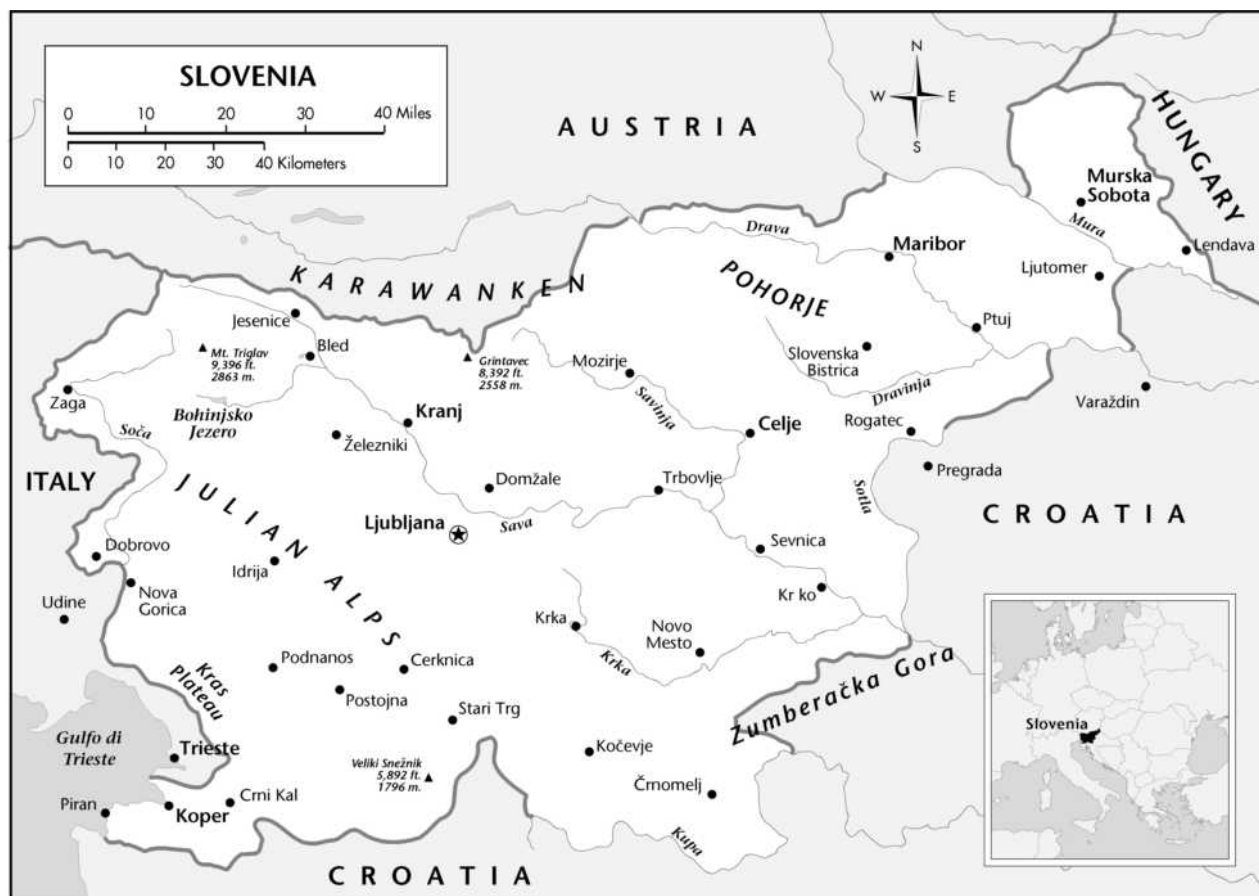 SLOVENIA
0 10 20 30 40 Miles
0 10 20 30 40 Kilometers
N
W E
S
AUSTRIA
HUNGARY
Murska
Sobota
Mura
Drava
Maribor
Lendava
KARAWANKEN
POHORJE
Ljutomer
Jesenice
Ptuj
Bled
Mt. Triglav
9,396 ft.
2863 m.
Grintavec
8,392 ft.
2558 m.
Mozirje
Slovenska
Bistrica
Zaga
Savinja
Dravinja
Varaždin
Bohinjsko
Jezero
Kranj
Soča
Železniki
Celje
Rogatec
ITALY
Pregrada
JULIAN ALPS
Domžale
Trbovlje
Sotla
CROATIA
Ljubljana
Sava
Dobrovo
Idrija
Sevnica
Nova
Gorica
Kr ko
Udine
Krka
Novo
Mesto
Krka
Kras
Plateau
Podnanos
Cerknica
Postojna
Zumberačka Gora
Stari Trg
Slovenia
Gulfo di
Trieste
Trieste
Kočevje
Veliki Snežnik
5,892 ft.
1796 m.
Črnomelj
Piran
Koper
Crni Kal
Kupa
CROATIA